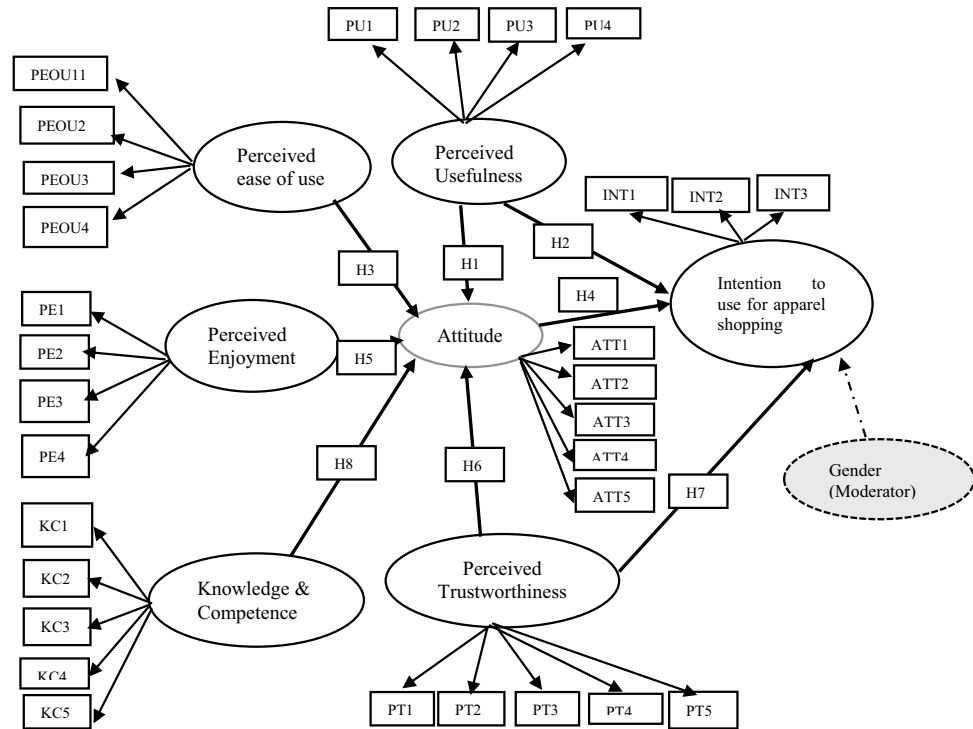 PU1
PU2
PU3
PU4
PEOU11
PEOU2
PEOU3
PEOU4
Perceived
ease of use
Perceived
Usefulness
INT1
INT2
INT3
H3
H1
H2
H4
Intention to
use for apparel
shopping
PE1
PE2
PE3
PE4
Perceived
Enjoyment
H5
Attitude
ATT1
ATT2
ATT3
ATT4
ATT5
H8
H6
H7
Gender
(Moderator)
KC1
KC2
KC3
KC4
KC5
Knowledge &
Competence
Perceived
Trustworthiness
PT1
PT2
PT3
PT4
PT5